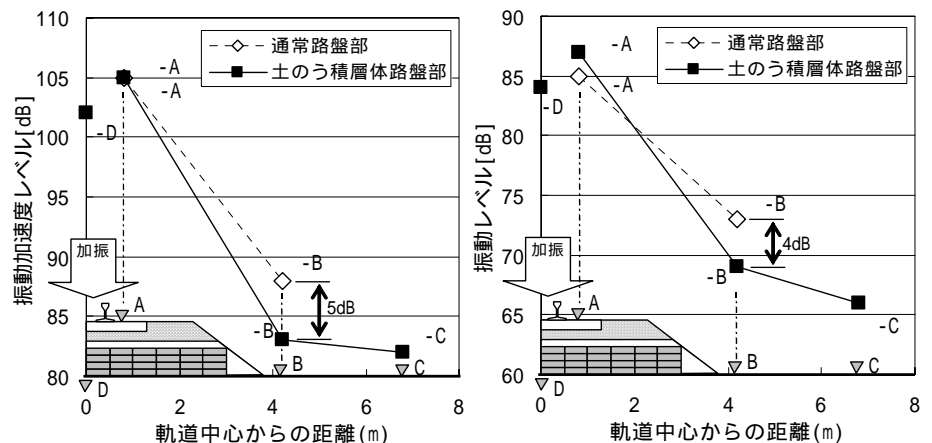 110
105
100
95
90
85
80
振動加速度レベル[dB]
通常路盤部
土のう積層体路盤部
-A
-A
-D
加振
A
-B
5dB
-B
-C
B
C
D
0
2
4
6
8
軌道中心からの距離(m)
90
85
80
75
70
65
60
振動レベル[dB]
通常路盤部
土のう積層体路盤部
-A
-A
-D
加振
A
-B
4dB
-B
-C
B
C
D
0
2
4
6
8
軌道中心からの距離(m)